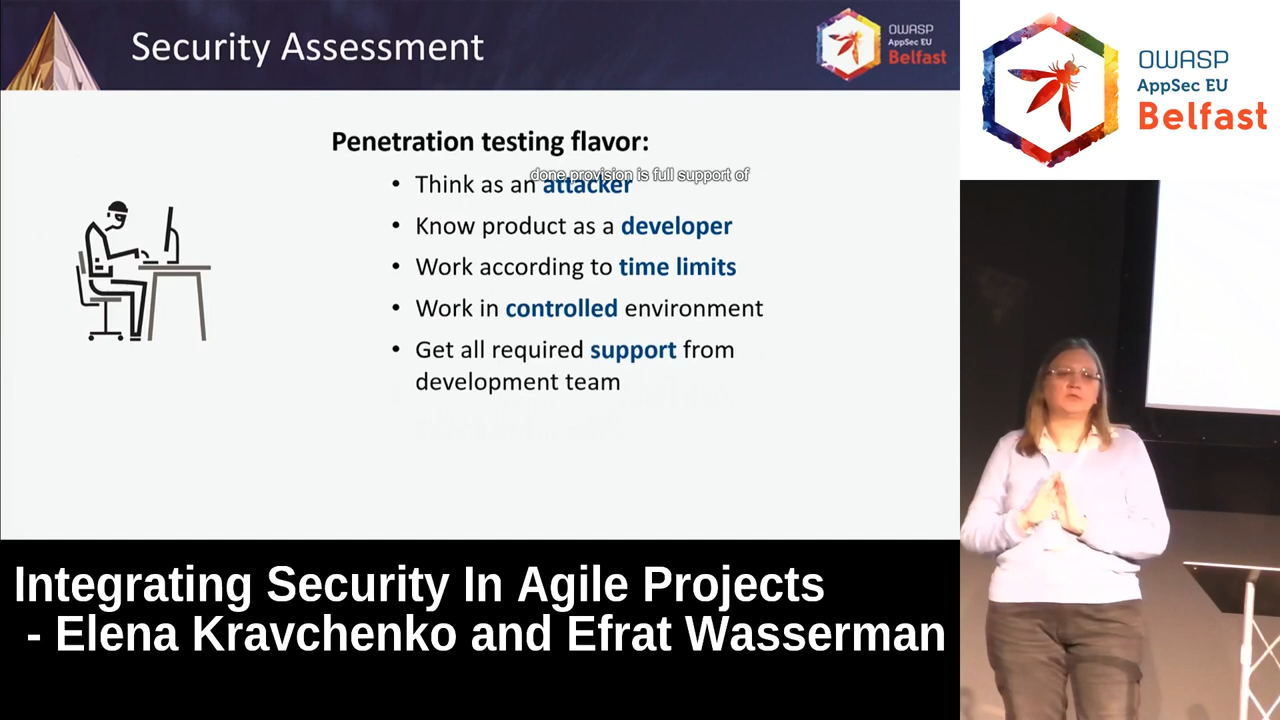 Security Assessment
OWASP
AppSec EU
Belfast
Penetration testing flavor:
done provision is full support of
• Think as an attacker
• Know product as a developer
• Work according to time limits
• Work in controlled environment
• Get all required support from
development team
OWASP
AppSec EU
Belfast
Integrating Security In Agile Projects
- Elena Kravchenko and Efrat Wasserman